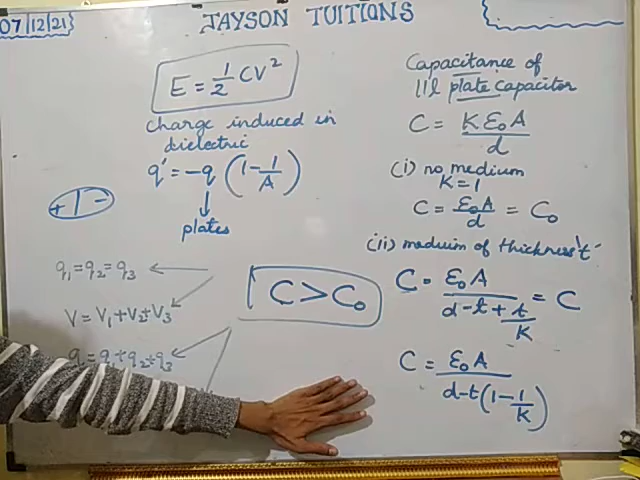 07/12/21
JAYSON TUITIONS
E = 1/2 CV²
charge induced in
dielectric
q' = -q (1 - 1/A)
plates
+ -
q₁ = q₂ = q₃
V = V₁ + V₂ + V₃
q = q₁ + q₂ + q₃
C > C₀
Capacitance of
11l plate capacitor
C = Kε₀A/d
(i) no medium
K = 1
C = ε₀A/d = C₀
(ii) medium of thickness 't'
C = ε₀A/(d - t + t/K) = C
C = ε₀A/(d - t(1 - 1/K))